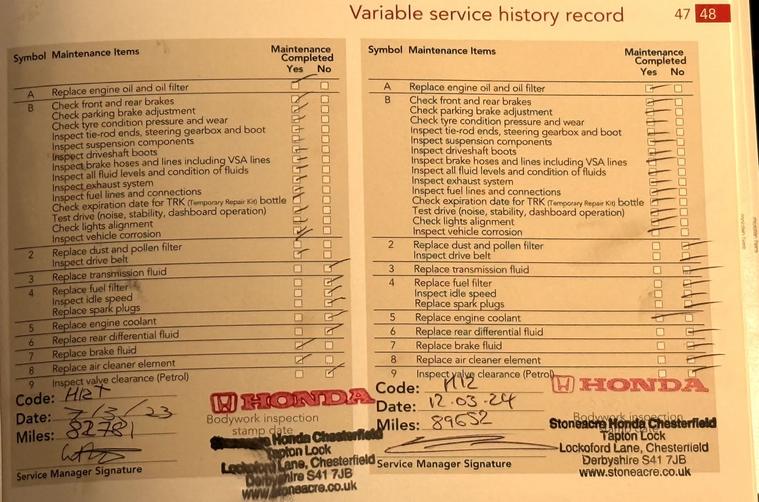 Variable service history record 47 48
Symbol Maintenance Items Maintenance Completed Yes No
A Replace engine oil and oil filter
B Check front and rear brakes
Check parking brake adjustment
Check tyre condition pressure and wear
Inspect tie-rod ends, steering gearbox and boot
Inspect suspension components
Inspect driveshaft boots
Inspect brake hoses and lines including VSA lines
Inspect all fluid levels and condition of fluids
Inspect exhaust system
Inspect fuel lines and connections
Check expiration date for TRK (Temporary Repair Kit) bottle
Test drive (noise, stability, dashboard operation)
Check lights alignment
Inspect vehicle corrosion
2 Replace dust and pollen filter
Inspect drive belt
3 Replace transmission fluid
4 Replace fuel filter
Inspect idle speed
Replace spark plugs
5 Replace engine coolant
6 Replace rear differential fluid
7 Replace brake fluid
8 Replace air cleaner element
9 Inspect valve clearance (Petrol)
Code:
Date: 7/3/23
Miles: 82781
Service Manager Signature
HONDA
Bodywork inspection
stamp date
Honda Chesterfield
Tapton Lock
Lockoford Lane, Chesterfield
Derbyshire S41 7JB
www.stoneacre.co.uk
Symbol Maintenance Items Maintenance Completed Yes No
A Replace engine oil and oil filter
B Check front and rear brakes
Check parking brake adjustment
Check tyre condition pressure and wear
Inspect tie-rod ends, steering gearbox and boot
Inspect suspension components
Inspect driveshaft boots
Inspect brake hoses and lines including VSA lines
Inspect all fluid levels and condition of fluids
Inspect exhaust system
Inspect fuel lines and connections
Check expiration date for TRK (Temporary Repair Kit) bottle
Test drive (noise, stability, dashboard operation)
Check lights alignment
Inspect vehicle corrosion
2 Replace dust and pollen filter
Inspect drive belt
3 Replace transmission fluid
4 Replace fuel filter
Inspect idle speed
Replace spark plugs
5 Replace engine coolant
6 Replace rear differential fluid
7 Replace brake fluid
8 Replace air cleaner element
9 Inspect valve clearance (Petrol)
Code: H12
Date: 12.03.24
Miles: 89652
Service Manager Signature
HONDA
Bodywork inspection
Stoneacre Honda Chesterfield
Tapton Lock
Lockoford Lane, Chesterfield
Derbyshire S41 7JB
www.stoneacre.co.uk